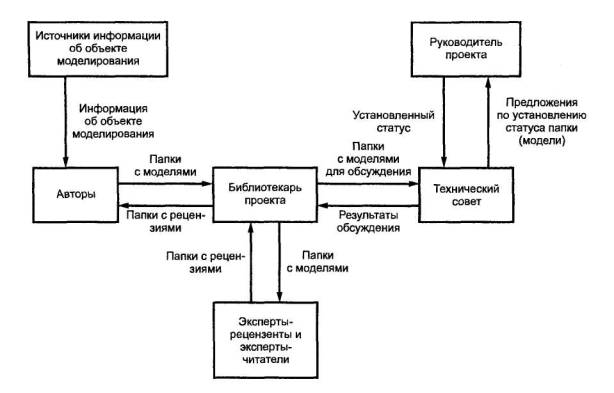 Источники информации
об объекте
моделирования
Руководитель
проекта
Информация
об объекте
моделирования
Установленный
статус
Предложения
по установлению
статуса папки
(модели)
Папки
с моделями
Папки
с моделями
для обсуждения
Авторы
Библиотекарь
проекта
Технический
совет
Папки с рецен-
зиями
Результаты
обсуждения
Папки с рецен-
зиями
Папки
с моделями
Эксперты-
рецензенты и
эксперты-
читатели